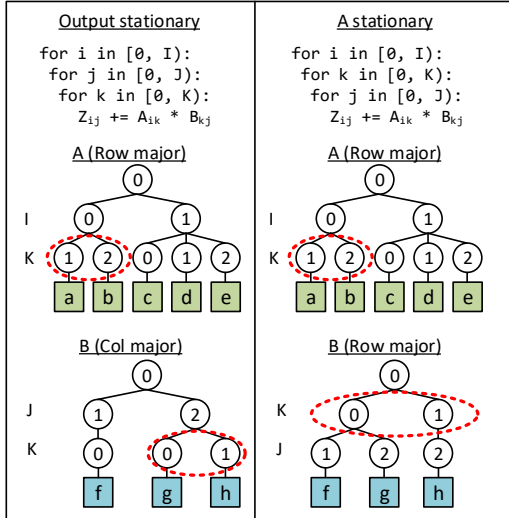 Output stationary
for i in [0, I):
for j in [0, J):
for k in [0, K):
Zij += Aik * Bkj
A (Row major)
0
I 0 1
K 1 2 0 1 2
a b c d e
B (Col major)
0
J 1 2
K 0 0 1
f g h
A stationary
for i in [0, I):
for k in [0, K):
for j in [0, J):
Zij += Aik * Bkj
A (Row major)
0
I 0 1
K 1 2 0 1 2
a b c d e
B (Row major)
0
K 0 1
J 1 2 2
f g h